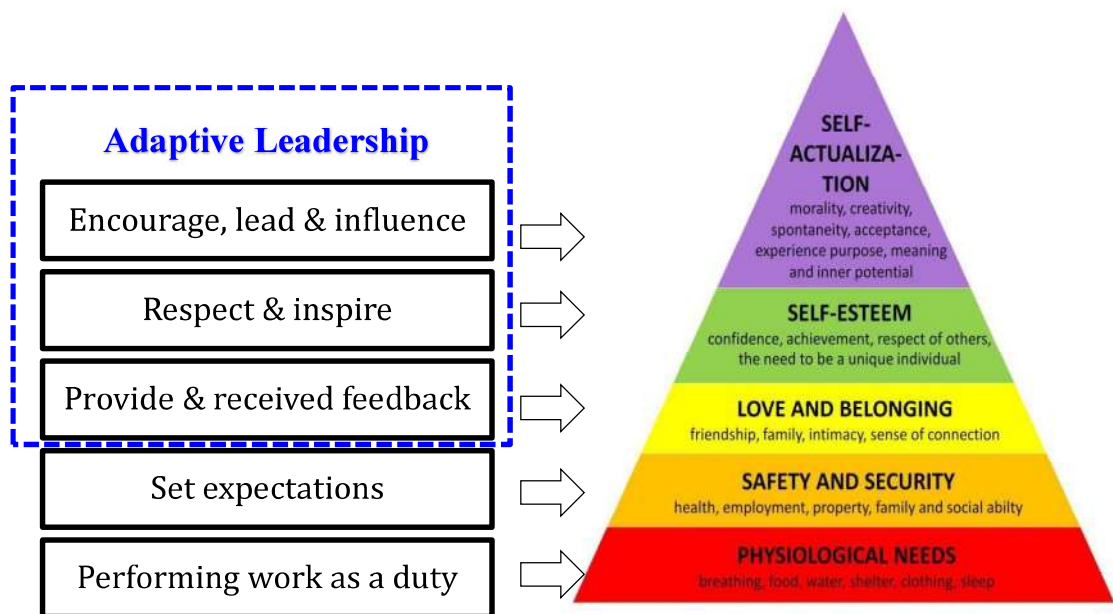 Adaptive Leadership
Encourage, lead & influence
Respect & inspire
Provide & received feedback
Set expectations
Performing work as a duty
SELF-
ACTUALIZA-
TION
morality, creativity,
spontaneity, acceptance,
experience purpose, meaning
and inner potential
SELF-ESTEEM
confidence, achievement, respect of others,
the need to be a unique individual
LOVE AND BELONGING
friendship, family, intimacy, sense of connection
SAFETY AND SECURITY
health, employment, property, family and social abilty
PHYSIOLOGICAL NEEDS
breathing, food, water, shelter, clothing, sleep